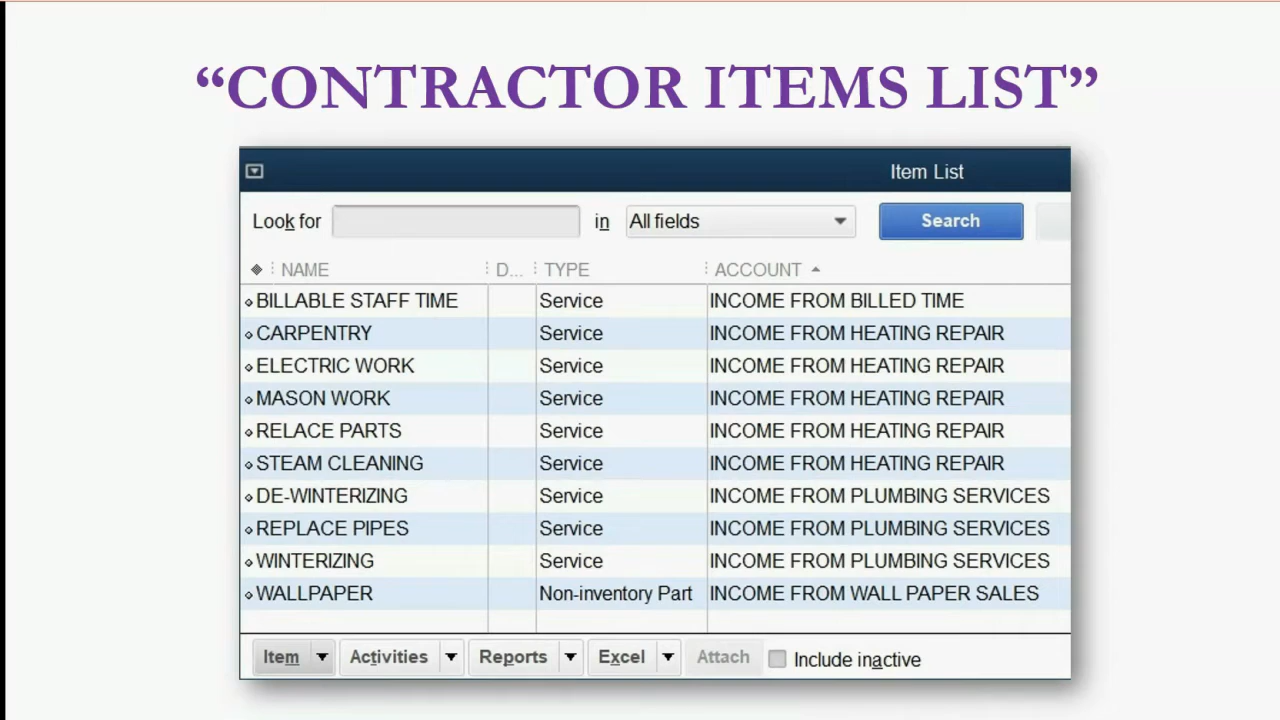 “CONTRACTOR ITEMS LIST”
Item List
Look for in All fields Search
NAME D... TYPE ACCOUNT
BILLABLE STAFF TIME Service INCOME FROM BILLED TIME
CARPENTRY Service INCOME FROM HEATING REPAIR
ELECTRIC WORK Service INCOME FROM HEATING REPAIR
MASON WORK Service INCOME FROM HEATING REPAIR
RELACE PARTS Service INCOME FROM HEATING REPAIR
STEAM CLEANING Service INCOME FROM HEATING REPAIR
DE-WINTERIZING Service INCOME FROM PLUMBING SERVICES
REPLACE PIPES Service INCOME FROM PLUMBING SERVICES
WINTERIZING Service INCOME FROM PLUMBING SERVICES
WALLPAPER Non-inventory Part INCOME FROM WALL PAPER SALES
Item Activities Reports Excel Attach Include inactive